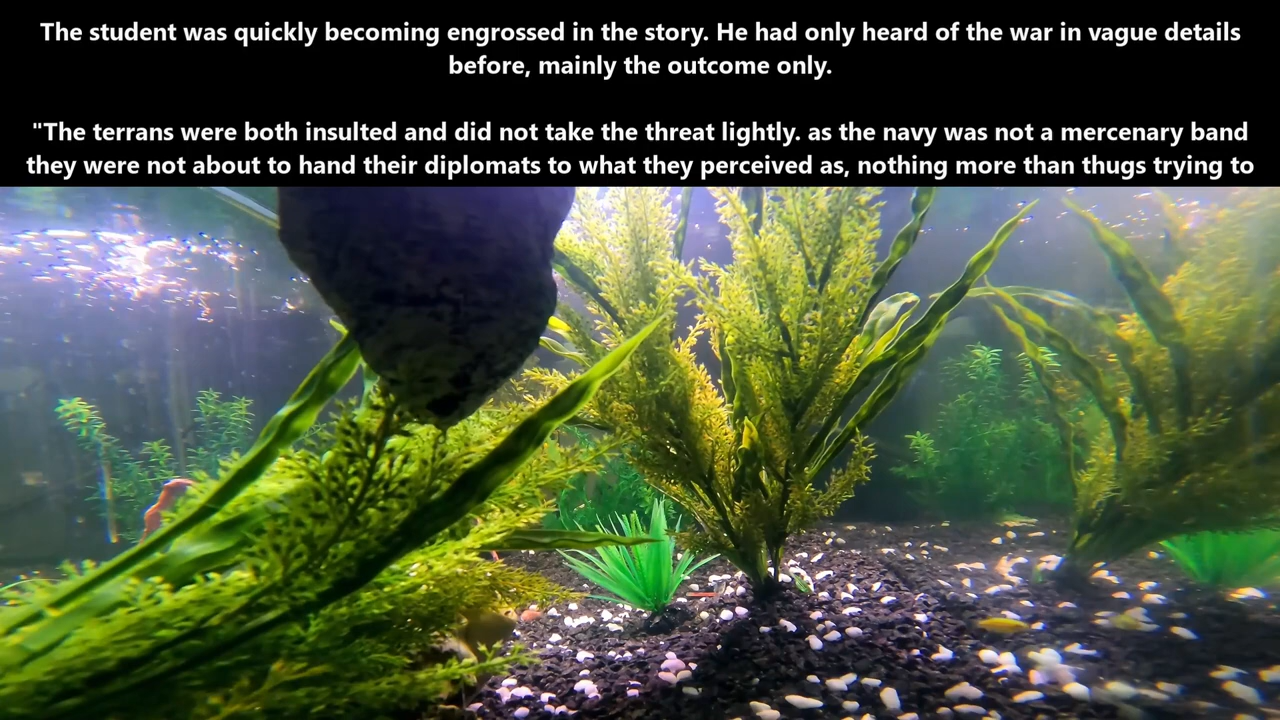 The student was quickly becoming engrossed in the story. He had only heard of the war in vague details
before, mainly the outcome only.
"The terrans were both insulted and did not take the threat lightly. as the navy was not a mercenary band
they were not about to hand their diplomats to what they perceived as, nothing more than thugs trying to